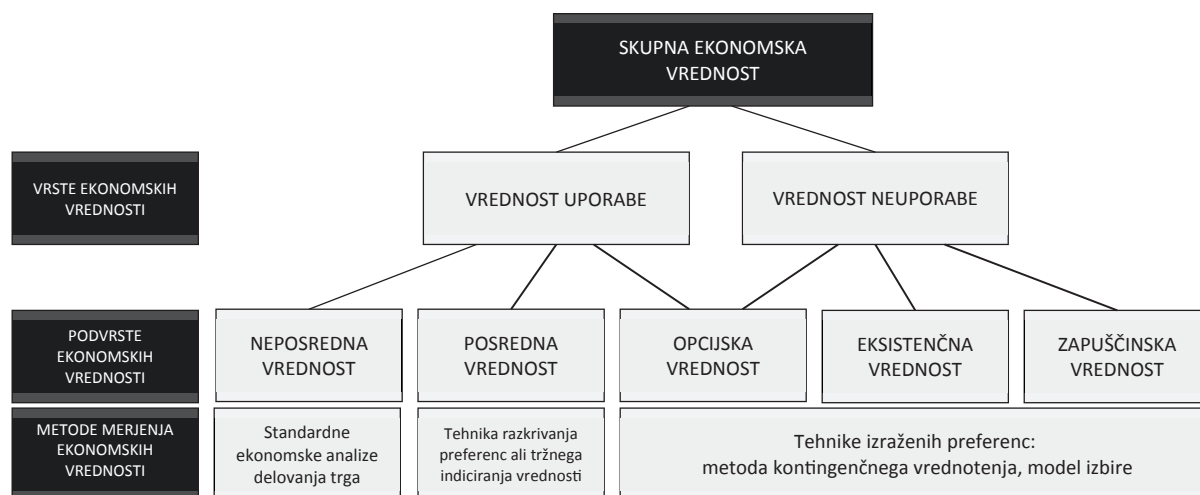 SKUPNA EKONOMSKA
VREDNOST
VRSTE EKONOMSKIH
VREDNOSTI
VREDNOST UPORABE
VREDNOST NEUPORABE
PODVRSTE
EKONOMSKIH
VREDNOSTI
NEPOSREDNA
VREDNOST
POSREDNA
VREDNOST
OPCIJSKA
VREDNOST
EKSISTENČNA
VREDNOST
ZAPUŠČINSKA
VREDNOST
METODE MERJENJA
EKONOMSKIH
VREDNOSTI
Standardne
ekonomske analize
delovanja trga
Tehnika razkrivanja
preferenc ali tržnega
indiciranja vrednosti
Tehnike izraženih preferenc:
metoda kontingenčnega vrednotenja, model izbire